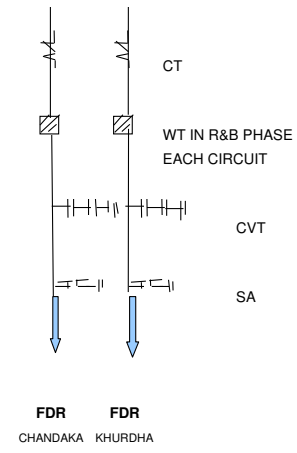 CT
WT IN R&B PHASE
EACH CIRCUIT
CVT
SA
FDR FDR
CHANDAKA KHURDHA